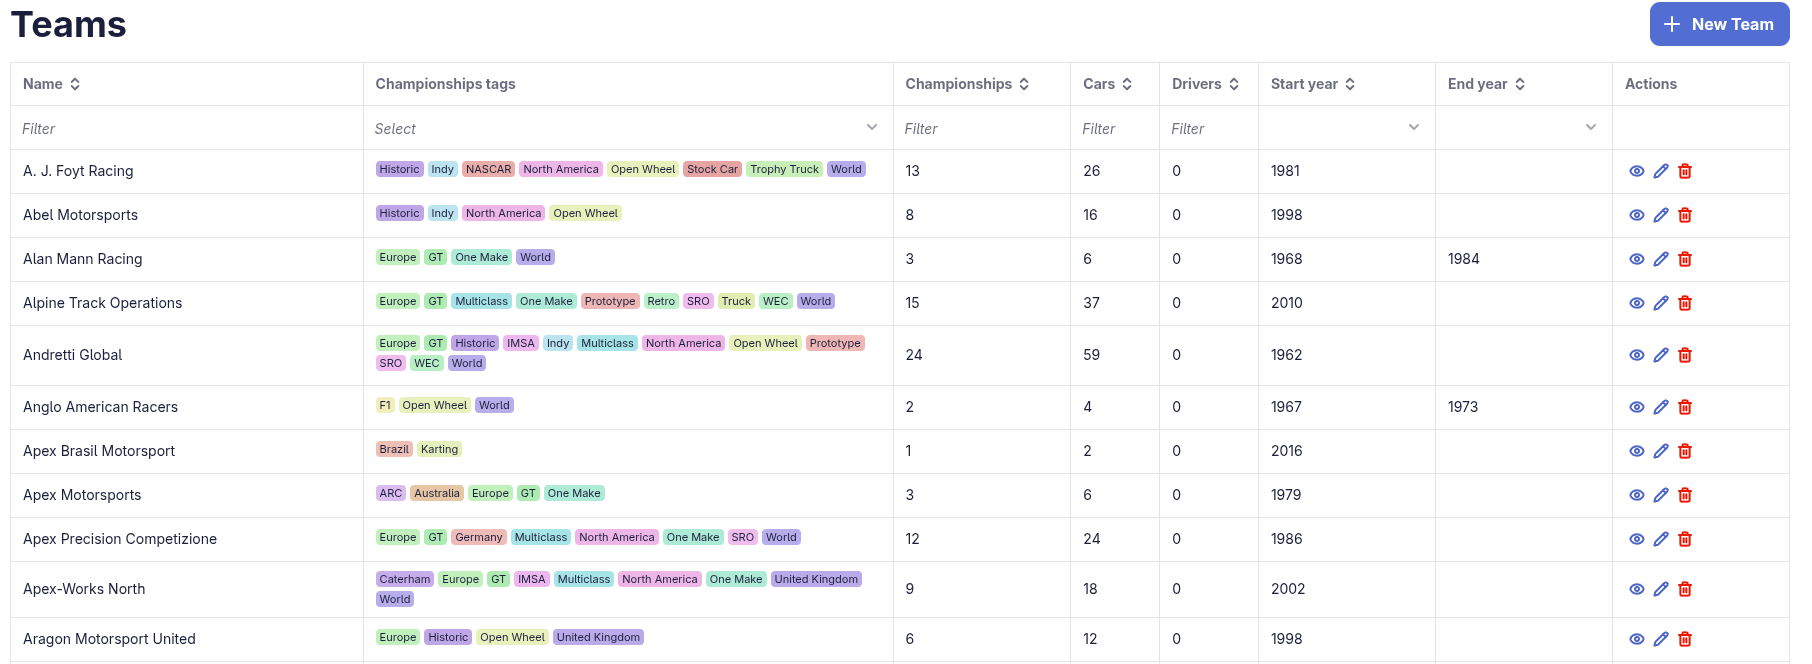 Teams
New Team
Name Championships tags Championships Cars Drivers Start year End year Actions
Filter Select Filter Filter Filter
A. J. Foyt Racing Historic Indy NASCAR North America Open Wheel Stock Car Trophy Truck World 13 26 0 1981
Abel Motorsports Historic Indy North America Open Wheel 8 16 0 1998
Alan Mann Racing Europe GT One Make World 3 6 0 1968 1984
Alpine Track Operations Europe GT Multiclass One Make Prototype Retro SRO Truck WEC World 15 37 0 2010
Andretti Global Europe GT Historic IMSA Indy Multiclass North America Open Wheel Prototype 24 59 0 1962
SRO WEC World
Anglo American Racers F1 Open Wheel World 2 4 0 1967 1973
Apex Brasil Motorsport Brazil Karting 1 2 0 2016
Apex Motorsports ARC Australia Europe GT One Make 3 6 0 1979
Apex Precision Competizione Europe GT Germany Multiclass North America One Make SRO World 12 24 0 1986
Apex-Works North Caterham Europe GT IMSA Multiclass North America One Make United Kingdom 9 18 0 2002
World
Aragon Motorsport United Europe Historic Open Wheel United Kingdom 6 12 0 1998